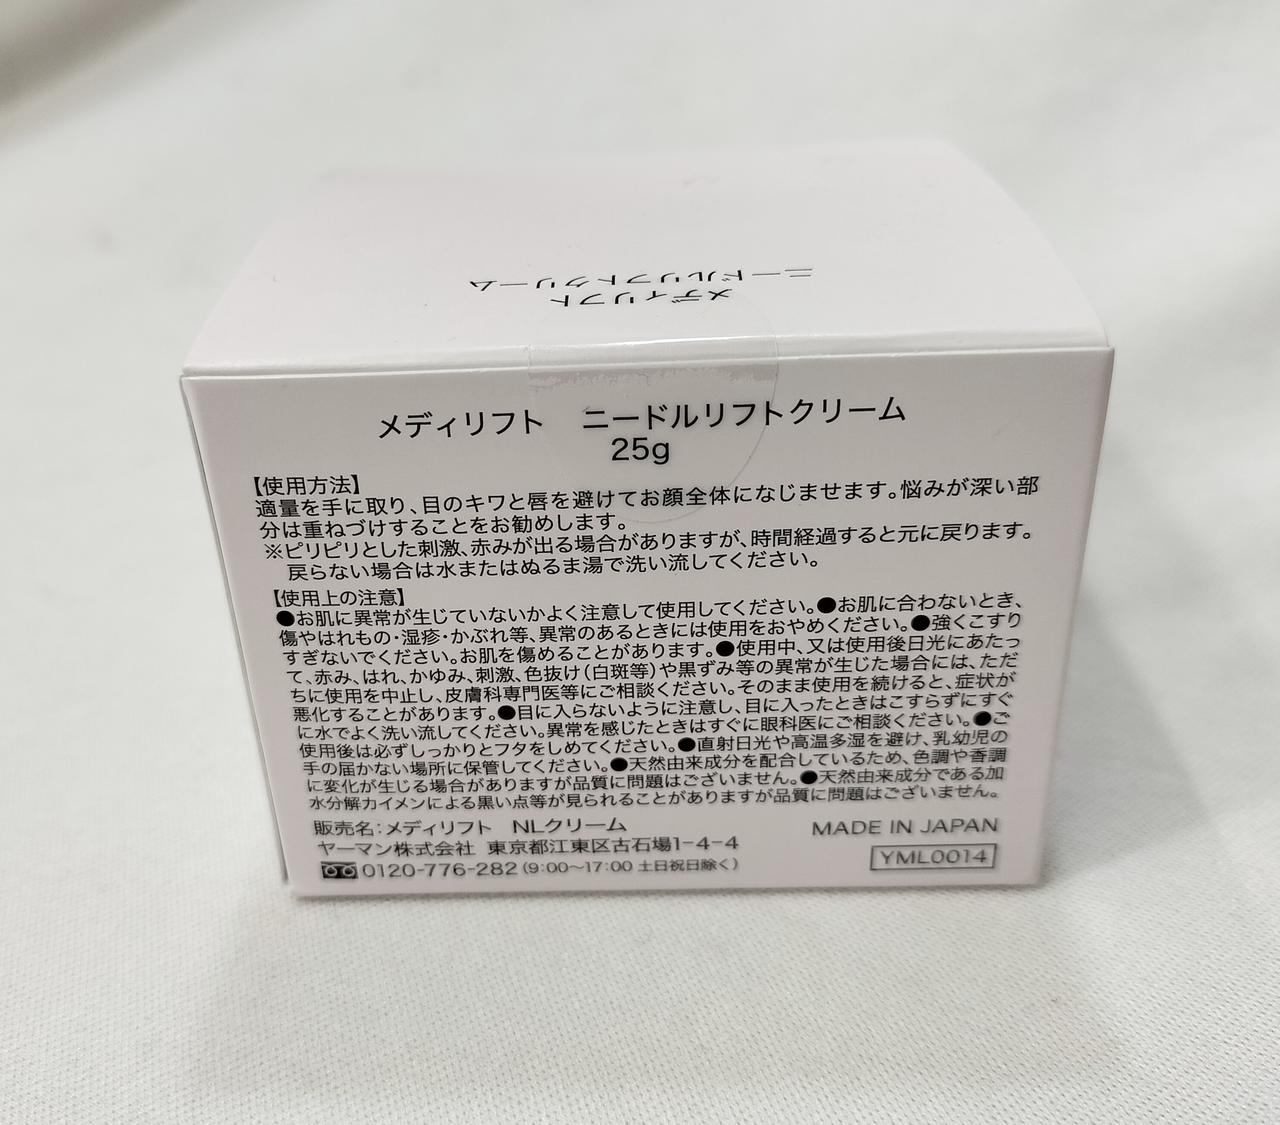 ニードルリフトクリーム
メディリフト
メディリフト ニードルリフトクリーム
25g
【使用方法】
適量を手に取り、目のキワと唇を避けてお顔全体になじませます。悩みが深い部
分は重ねづけすることをお勧めします。
※ピリピリとした刺激、赤みが出る場合がありますが、時間経過すると元に戻ります。
戻らない場合は水またはぬるま湯で洗い流してください。
【使用上の注意】
●お肌に異常が生じていないかよく注意して使用してください。●お肌に合わないとき、
傷やはれもの・湿疹・かぶれ等、異常のあるときには使用をおやめください。●強くこすり
すぎないでください。お肌を傷めることがあります。●使用中、又は使用後日光にあたっ
て、赤み、はれ、かゆみ、刺激、色抜け(白斑等)や黒ずみ等の異常が生じた場合には、ただ
ちに使用を中止し、皮膚科専門医等にご相談ください。そのまま使用を続けると、症状が
悪化することがあります。●目に入らないように注意し、目に入ったときはこすらずにすぐ
に水でよく洗い流してください。異常を感じたときはすぐに眼科医にご相談ください。●ご
使用後は必ずしっかりとフタをしめてください。●直射日光や高温多湿を避け、乳幼児の
手の届かない場所に保管してください。●天然由来成分を配合しているため、色調や香調
に変化が生じる場合がありますが品質に問題はございません。●天然由来成分である加
水分解カイメンによる黒い点等が見られることがありますが品質に問題はございません。
販売名:メディリフト NLクリーム
ヤーマン株式会社 東京都江東区古石場1-4-4
0120-776-282(9:00〜17:00 土日祝日除く)
MADE IN JAPAN
YML0014